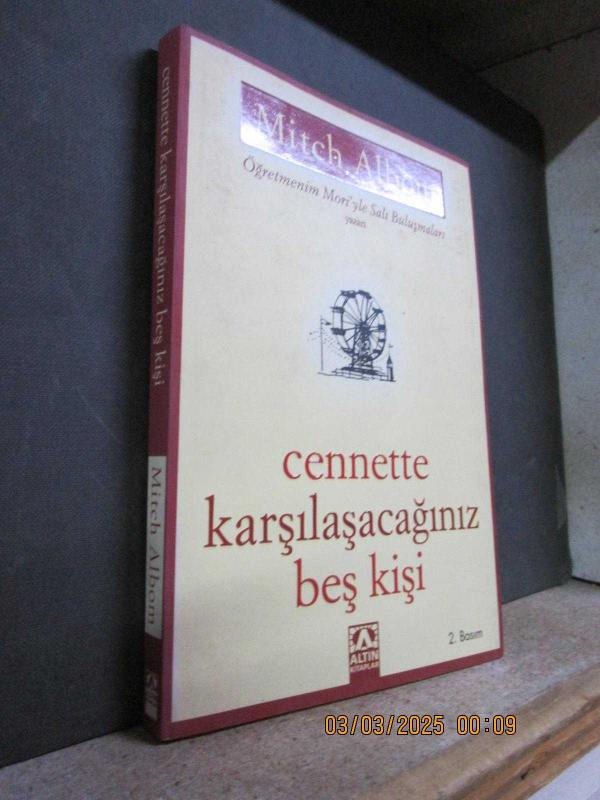 cennette karşılaşacağınız beş kişi
Mitch Albom
Mitch Albom
Öğretmenim Mori'yle Salı Buluşmaları
yazarı
cennette
karşılaşacağınız
beş kişi
ALTIN
KİTAPLAR
2. Basım
03/03/2025 00:09